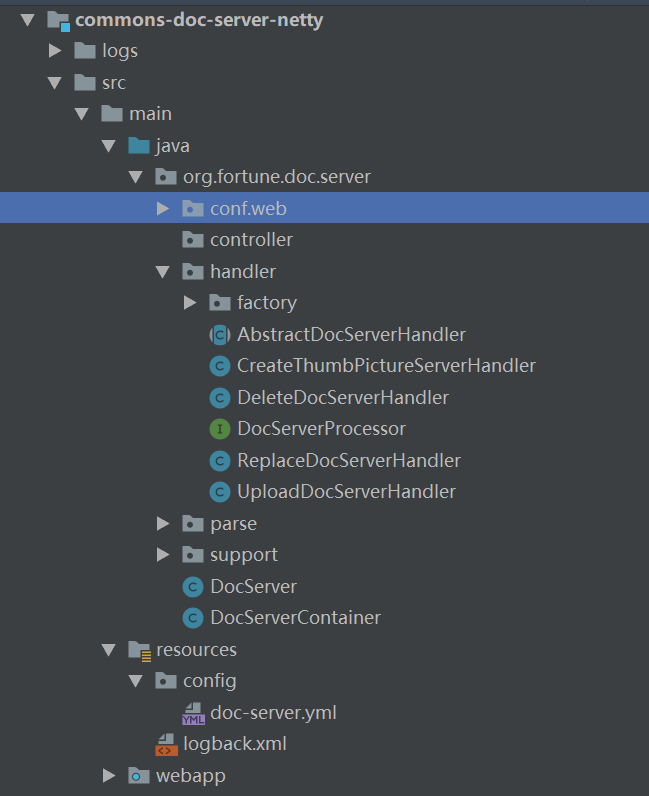 commons-doc-server-netty
logs
src
main
java
org.fortune.doc.server
conf.web
controller
handler
factory
AbstractDocServerHandler
CreateThumbPictureServerHandler
DeleteDocServerHandler
DocServerProcessor
ReplaceDocServerHandler
UploadDocServerHandler
parse
support
DocServer
DocServerContainer
resources
config
doc-server.yml
logback.xml
webapp